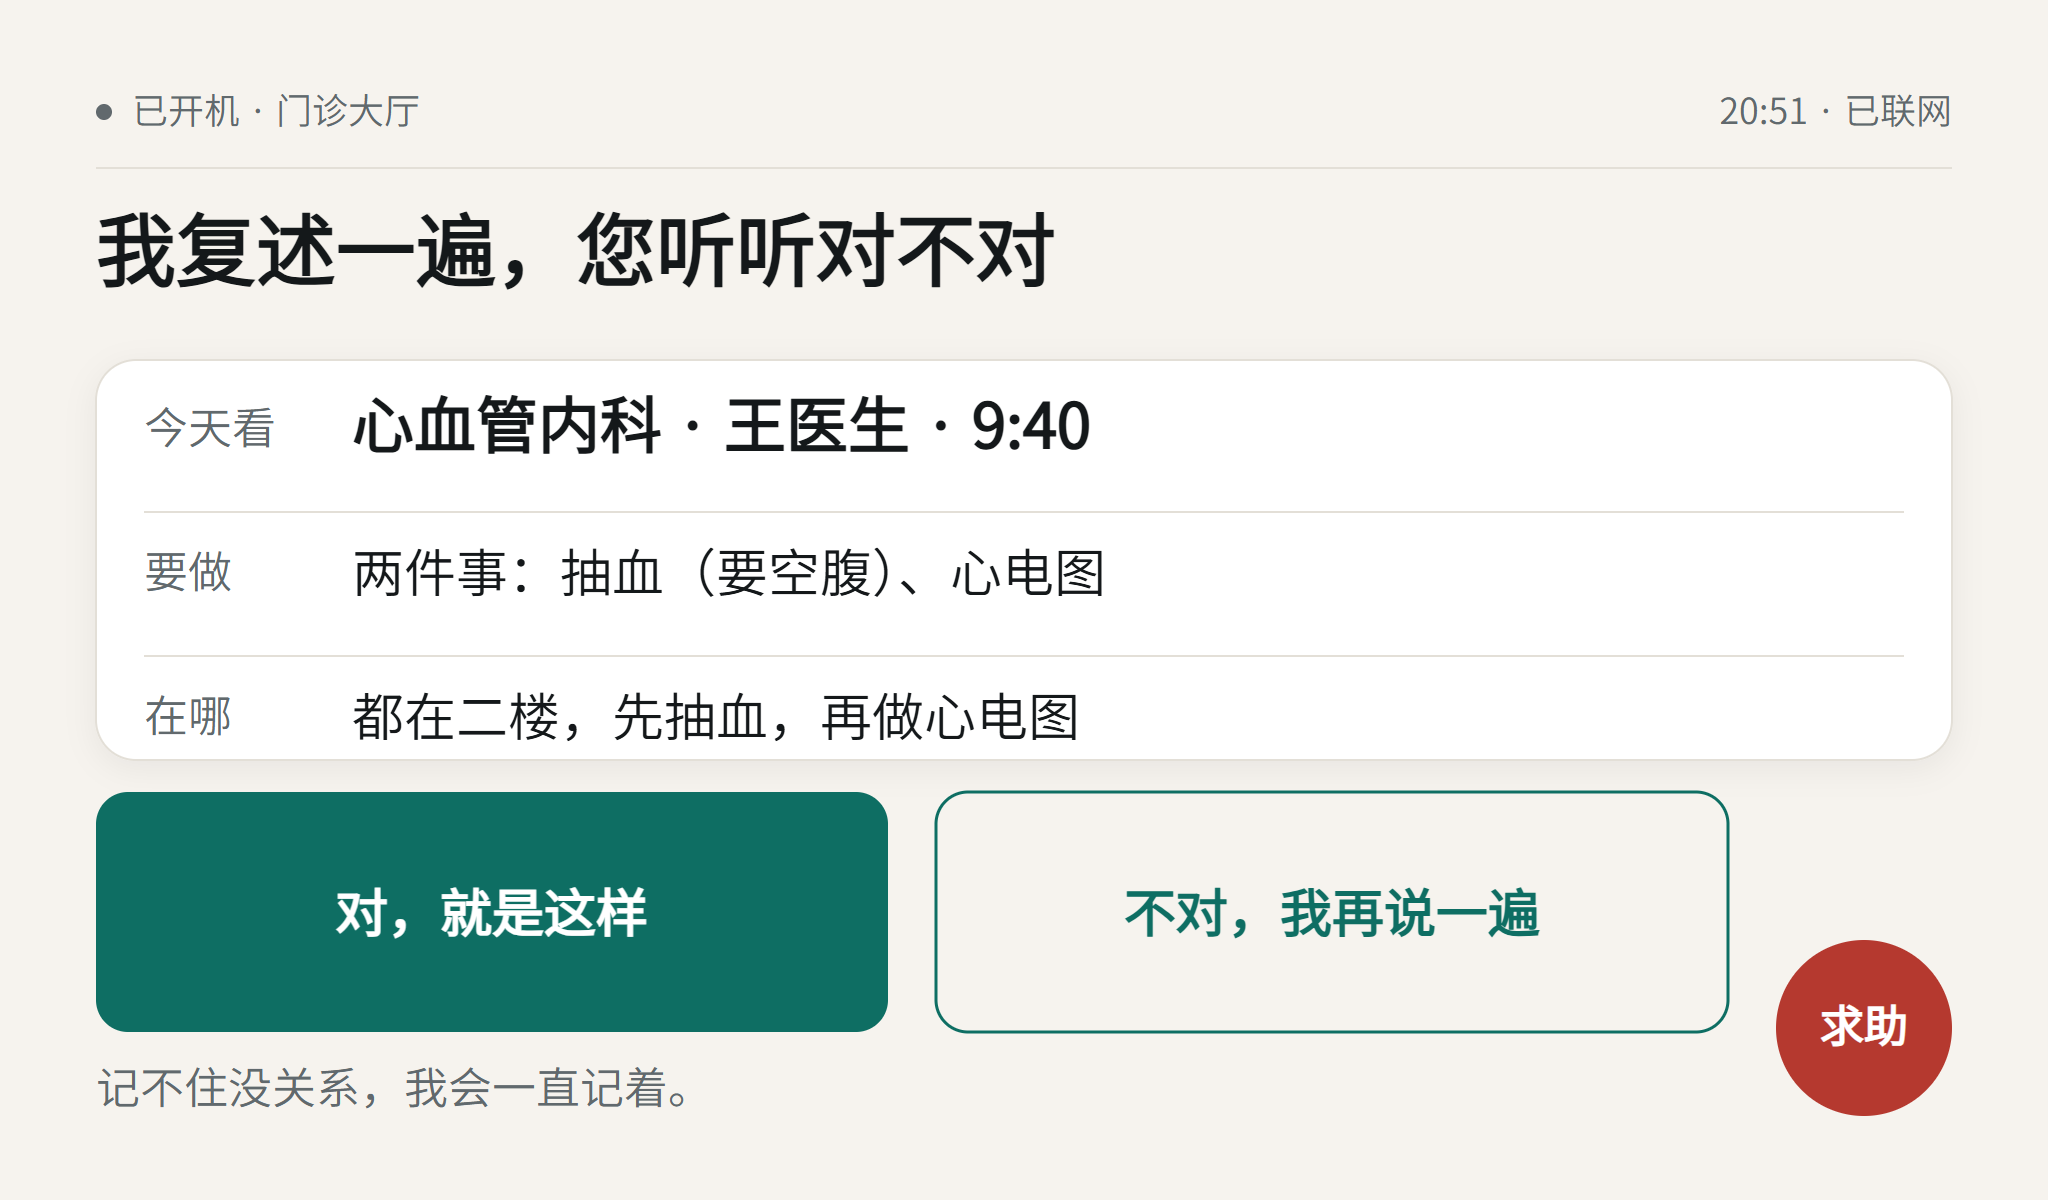 已开机 · 门诊大厅
20:51 · 已联网
我复述一遍，您听听对不对
今天看 心血管内科 · 王医生 · 9:40
要做 两件事：抽血（要空腹）、心电图
在哪 都在二楼，先抽血，再做心电图
对，就是这样
不对，我再说一遍
求助
记不住没关系，我会一直记着。